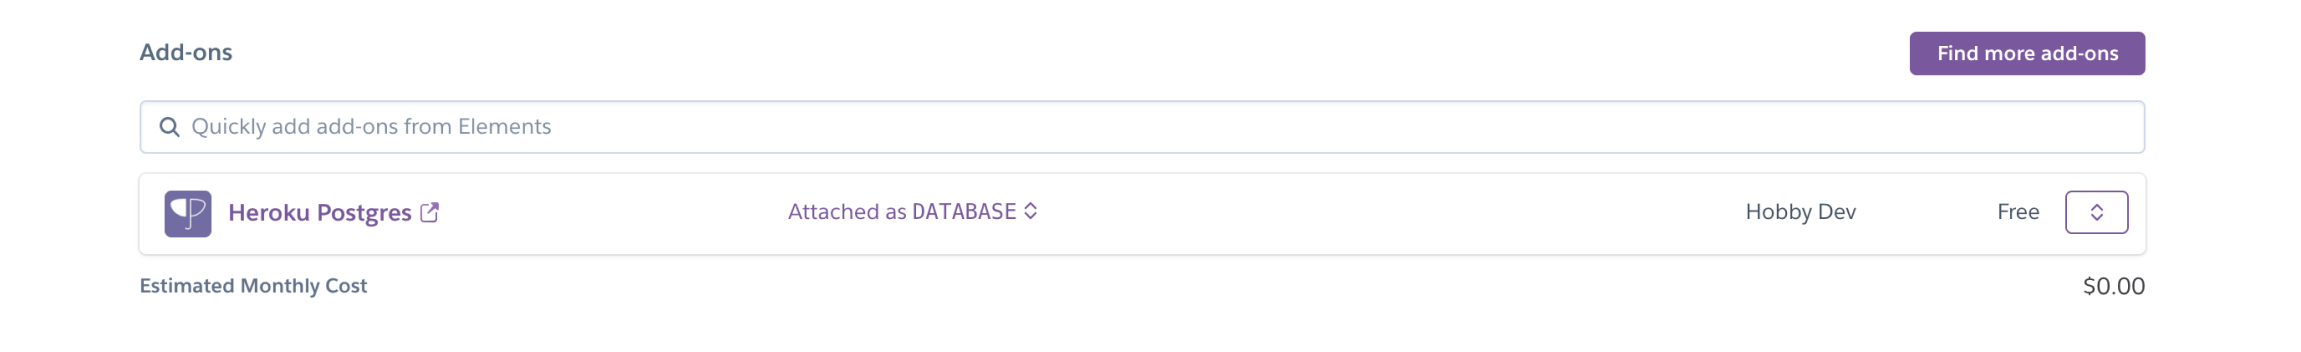 Add-ons
Find more add-ons
Quickly add add-ons from Elements
Heroku Postgres Attached as DATABASE Hobby Dev Free
Estimated Monthly Cost $0.00